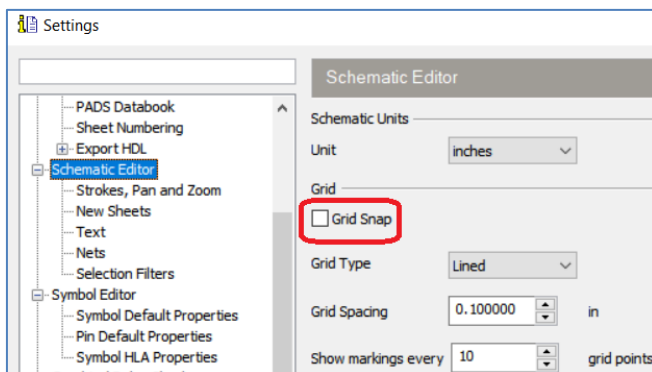 Settings
Schematic Editor
PADS Databook
Sheet Numbering
Export HDL
Schematic Editor
Strokes, Pan and Zoom
New Sheets
Text
Nets
Selection Filters
Symbol Editor
Symbol Default Properties
Pin Default Properties
Symbol HLA Properties
Schematic Units
Unit inches
Grid
Grid Snap
Grid Type Lined
Grid Spacing 0.100000 in
Show markings every 10 grid points